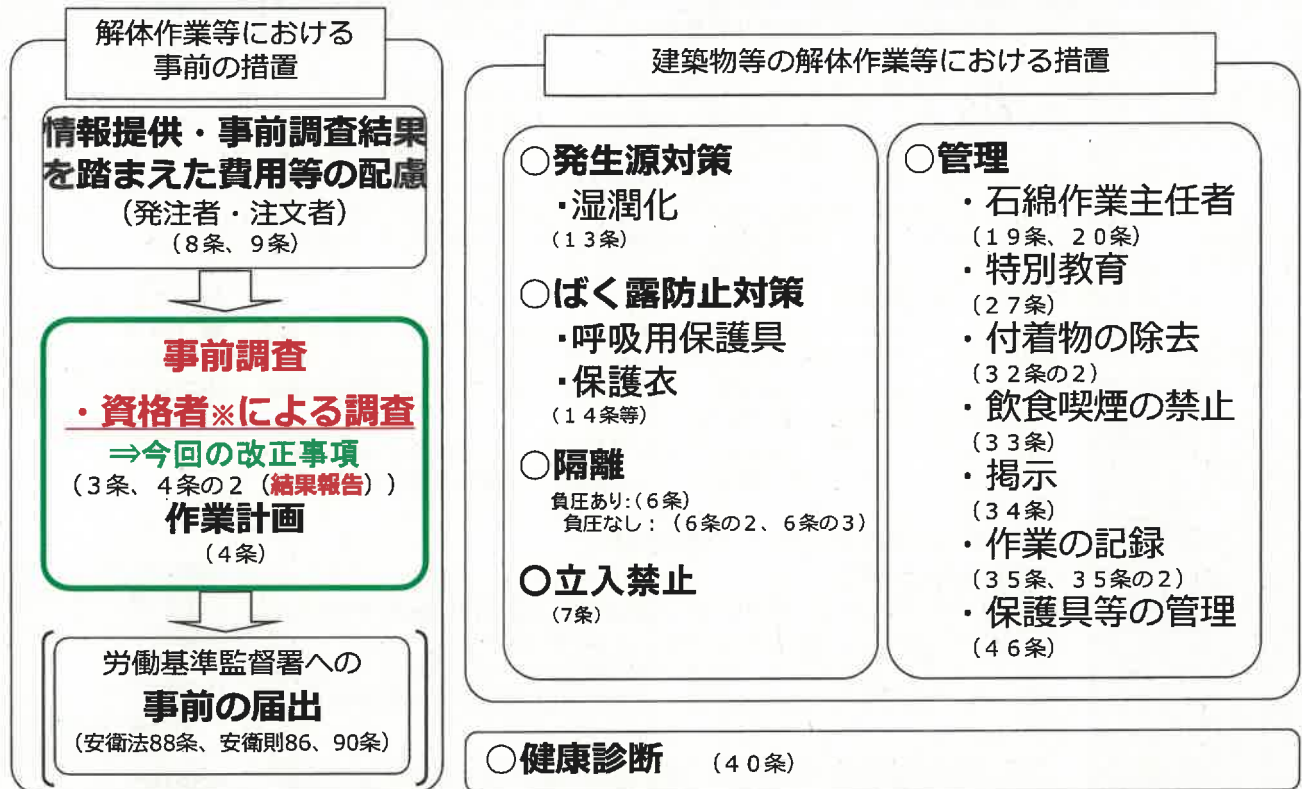 解体作業等における
事前の措置
情報提供・事前調査結果
を踏まえた費用等の配慮
（発注者・注文者）
（８条、９条）
事前調査
・資格者※による調査
⇒今回の改正事項
（３条、４条の２（結果報告））
作業計画
（４条）
労働基準監督署への
事前の届出
（安衛法88条、安衛則86、90条）
建築物等の解体作業等における措置
○発生源対策
・湿潤化
（１３条）
○ばく露防止対策
・呼吸用保護具
・保護衣
（１４条等）
○隔離
負圧あり:（６条）
負圧なし：（６条の２、６条の３）
○立入禁止
（7条）
○管理
・石綿作業主任者
（１９条、２０条）
・特別教育
（２７条）
・付着物の除去
（３２条の２）
・飲食喫煙の禁止
（３３条）
・掲示
（３４条）
・作業の記録
（３５条、３５条の２）
・保護具等の管理
（４６条）
○健康診断　（４０条）